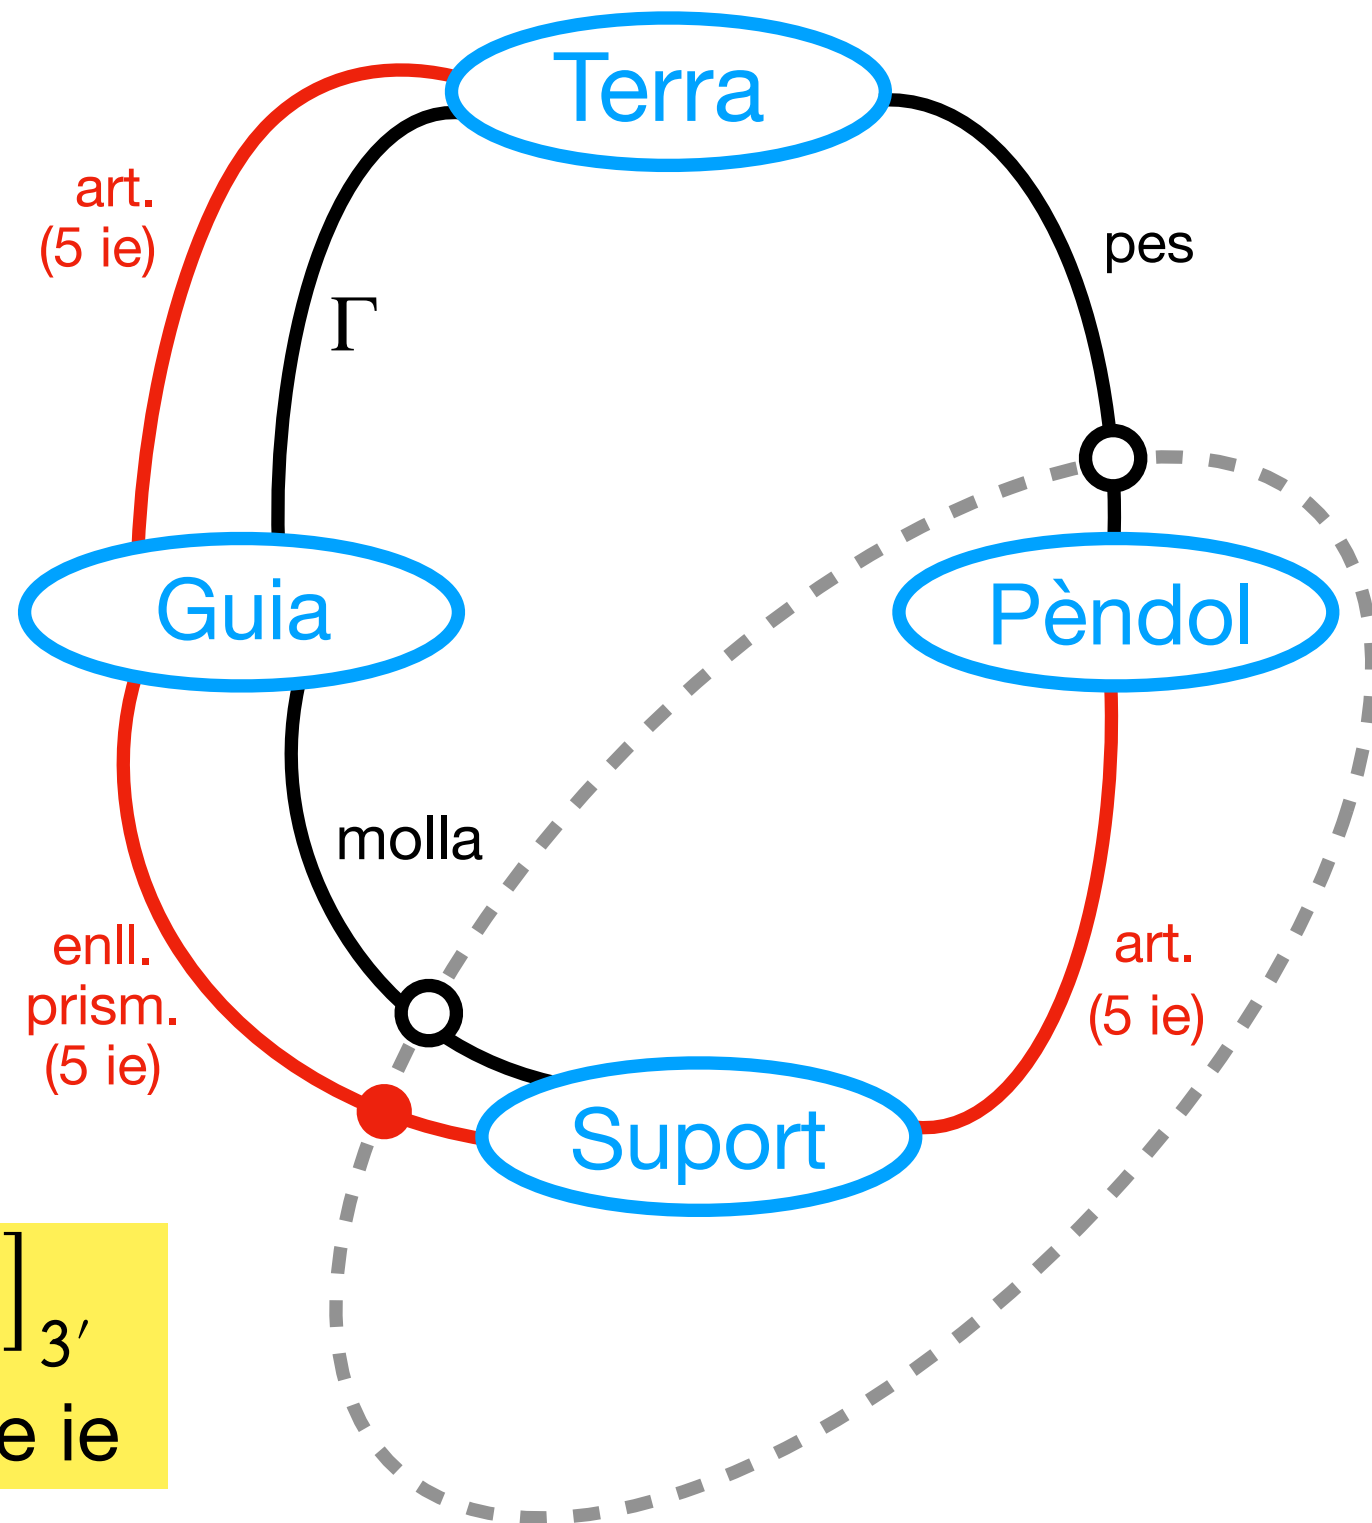 Terra
art.
(5 ie)
pes
Γ
Guia
Pèndol
molla
enll.
prism.
(5 ie)
art.
(5 ie)
Suport
]3′
e ie